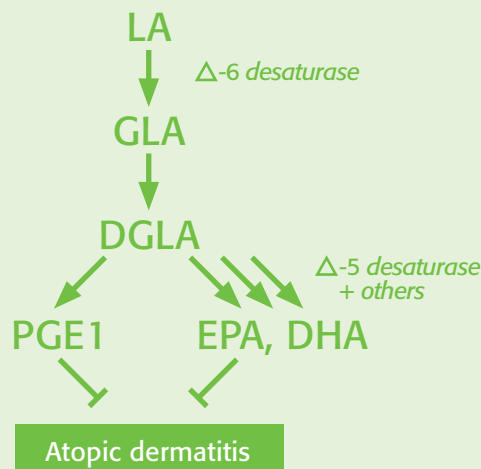 LA
Δ-6 desaturase
GLA
DGLA
Δ-5 desaturase
+ others
PGE1
EPA, DHA
Atopic dermatitis